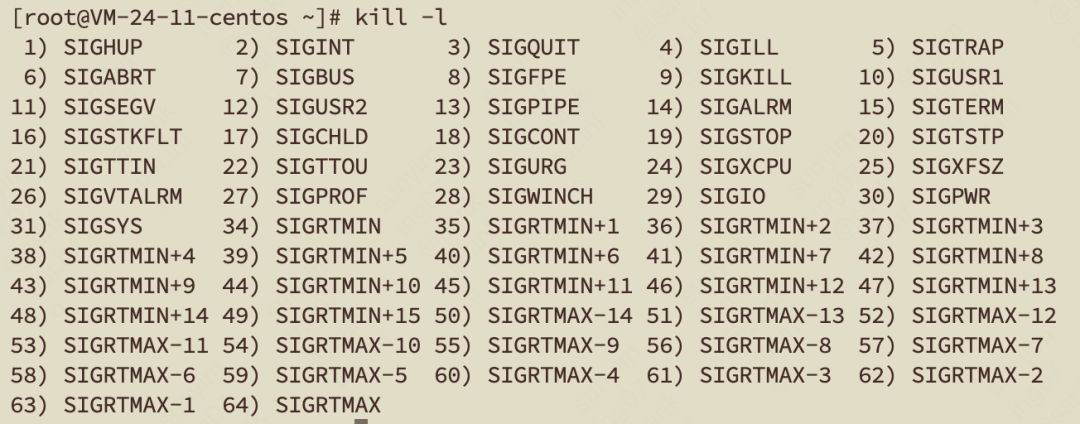 [root@VM-24-11-centos ~]# kill -l
 1) SIGHUP       2) SIGINT       3) SIGQUIT      4) SIGILL       5) SIGTRAP
 6) SIGABRT      7) SIGBUS       8) SIGFPE       9) SIGKILL     10) SIGUSR1
11) SIGSEGV     12) SIGUSR2     13) SIGPIPE     14) SIGALRM     15) SIGTERM
16) SIGSTKFLT   17) SIGCHLD     18) SIGCONT     19) SIGSTOP     20) SIGTSTP
21) SIGTTIN     22) SIGTTOU     23) SIGURG      24) SIGXCPU     25) SIGXFSZ
26) SIGVTALRM   27) SIGPROF     28) SIGWINCH    29) SIGIO       30) SIGPWR
31) SIGSYS      34) SIGRTMIN    35) SIGRTMIN+1  36) SIGRTMIN+2  37) SIGRTMIN+3
38) SIGRTMIN+4  39) SIGRTMIN+5  40) SIGRTMIN+6  41) SIGRTMIN+7  42) SIGRTMIN+8
43) SIGRTMIN+9  44) SIGRTMIN+10 45) SIGRTMIN+11 46) SIGRTMIN+12 47) SIGRTMIN+13
48) SIGRTMIN+14 49) SIGRTMIN+15 50) SIGRTMAX-14 51) SIGRTMAX-13 52) SIGRTMAX-12
53) SIGRTMAX-11 54) SIGRTMAX-10 55) SIGRTMAX-9  56) SIGRTMAX-8  57) SIGRTMAX-7
58) SIGRTMAX-6  59) SIGRTMAX-5  60) SIGRTMAX-4  61) SIGRTMAX-3  62) SIGRTMAX-2
63) SIGRTMAX-1  64) SIGRTMAX